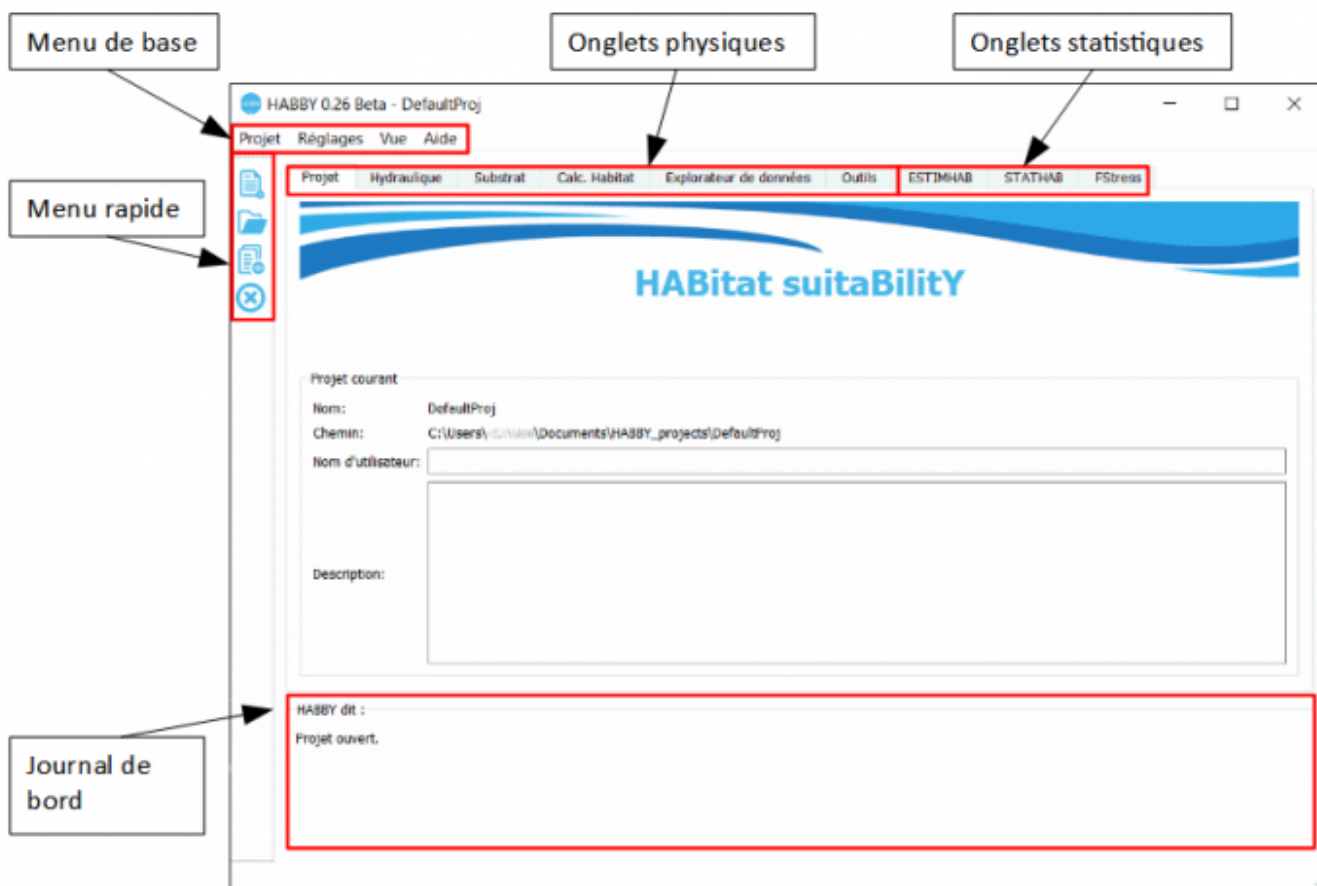 Menu de base
Onglets physiques
Onglets statistiques
HABBY 0.26 Beta - DefaultProj
Projet Réglages Vue Aide
Projet Hydraulique Substrat Calc. Habitat Explorateur de données Outils ESTIMHAB STATHAB FStress
Menu rapide
HABitat suitaBilitY
Projet courant
Nom: DefaultProj
Chemin: C:\Users\ \Documents\HABBY_projects\DefaultProj
Nom d'utilisateur:
Description:
HABBY dit :
Projet ouvert.
Journal de
bord